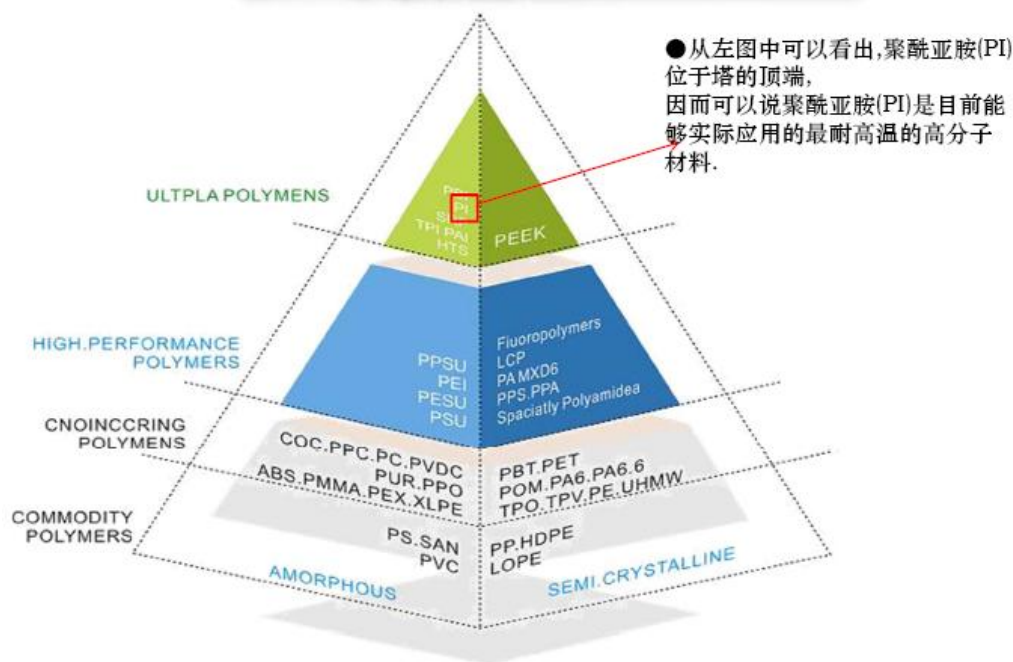 ●从左图中可以看出,聚酰亚胺(PI)
位于塔的顶端,
因而可以说聚酰亚胺(PI)是目前能
够实际应用的最耐高温的高分子
材料.
ULTPLA POLYMENS
PI
TPI.PAI
HTS
PEEK
HIGH.PERFORMANCE
POLYMERS
PPSU
PEI
PESU
PSU
Fiuoropolymers
LCP
PA MXD6
PPS.PPA
Spaciatly Polyamidea
CNOINCCRING
POLYMENS
COC.PPC.PC.PVDC
PUR.PPO
ABS.PMMA.PEX.XLPE
PBT.PET
POM.PA6.PA6.6
TPO.TPV.PE.UHMW
COMMODITY
POLYMERS
PS.SAN
PVC
PP.HDPE
LOPE
AMORPHOUS
SEMI.CRYSTALLINE